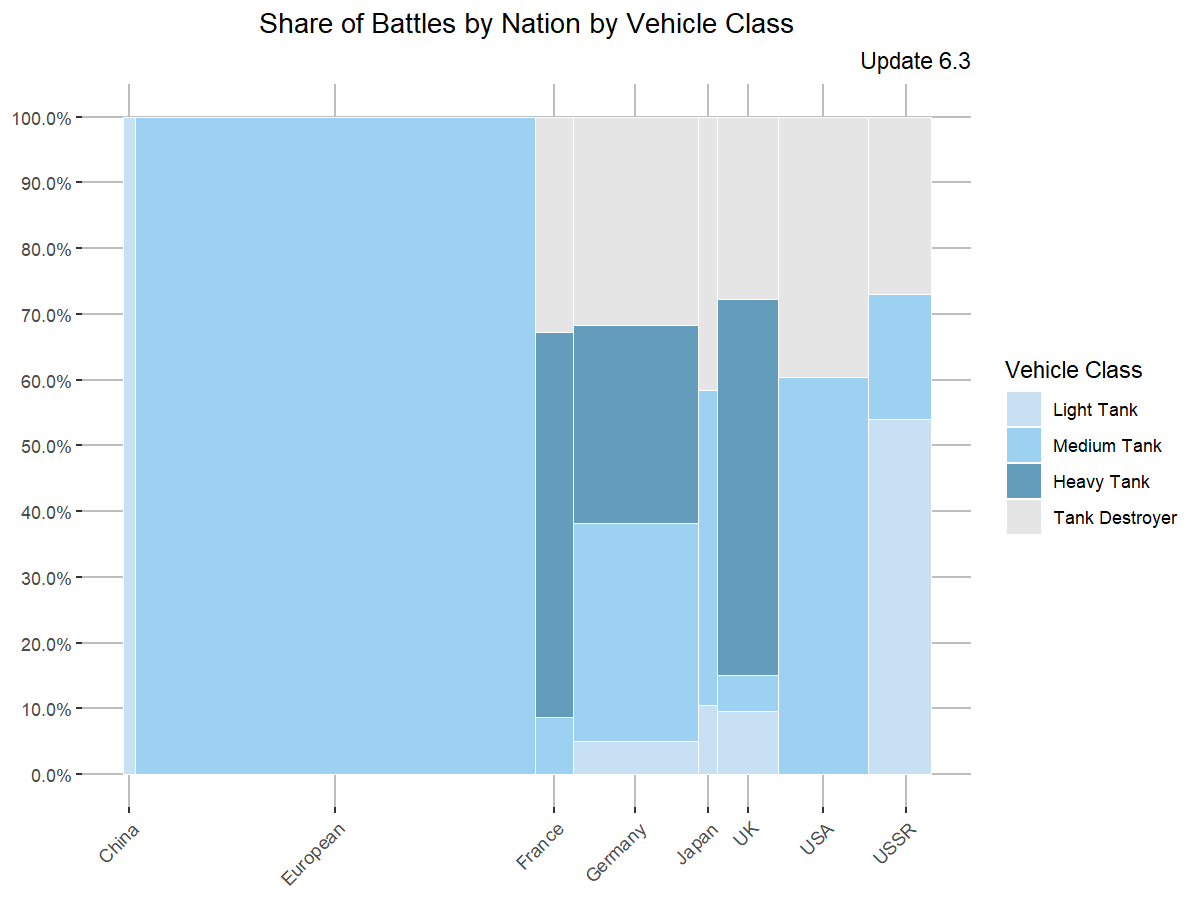 Share of Battles by Nation by Vehicle Class
Update 6.3
100.0%
90.0%
80.0%
70.0%
60.0%
50.0%
40.0%
30.0%
20.0%
10.0%
0.0%
China
European
France
Germany
Japan
UK
USA
USSR
Vehicle Class
Light Tank
Medium Tank
Heavy Tank
Tank Destroyer